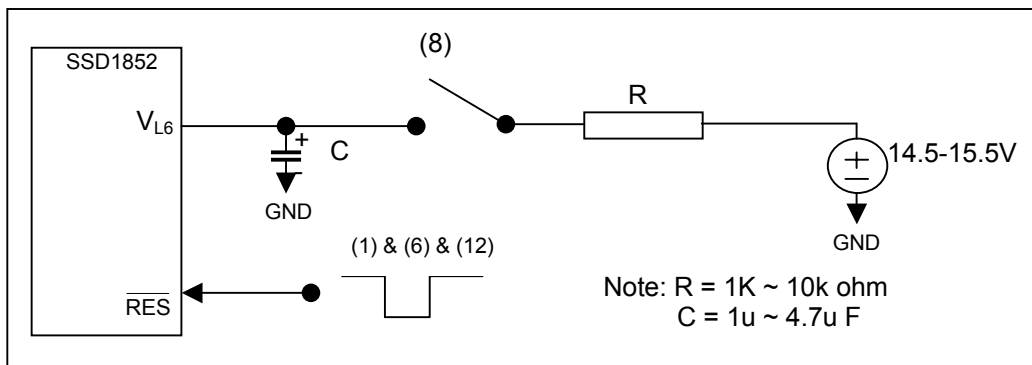 SSD1852
(8)
VL6
+
C
-
GND
R
+
−
14.5-15.5V
GND
(1) & (6) & (12)
RES
Note: R = 1K ~ 10k ohm
C = 1u ~ 4.7u F